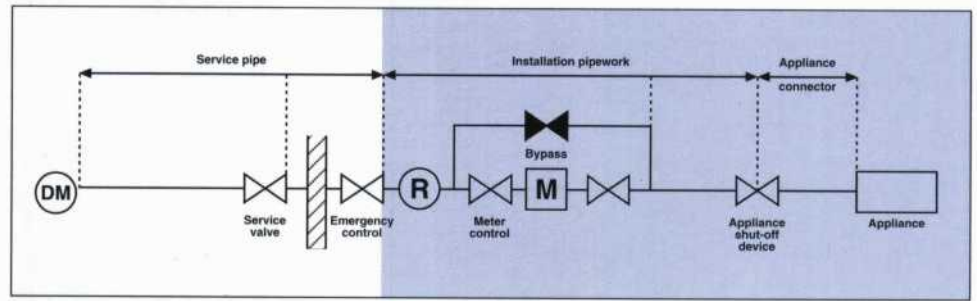 Service pipe
Installation pipework
Appliance
connector
Bypass
DM
R
M
Service
valve
Emergency
control
Meter
control
Appliance
shut-off
device
Appliance